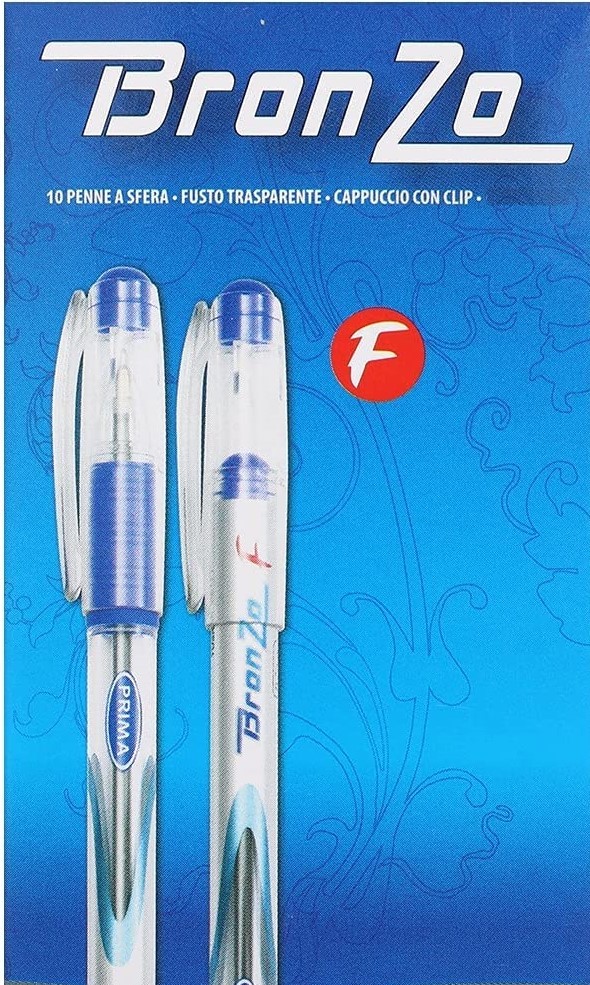 BronZo
10 PENNE A SFERA • FUSTO TRASPARENTE • CAPPUCCIO CON CLIP •
F
F
BronZo
PRIMA